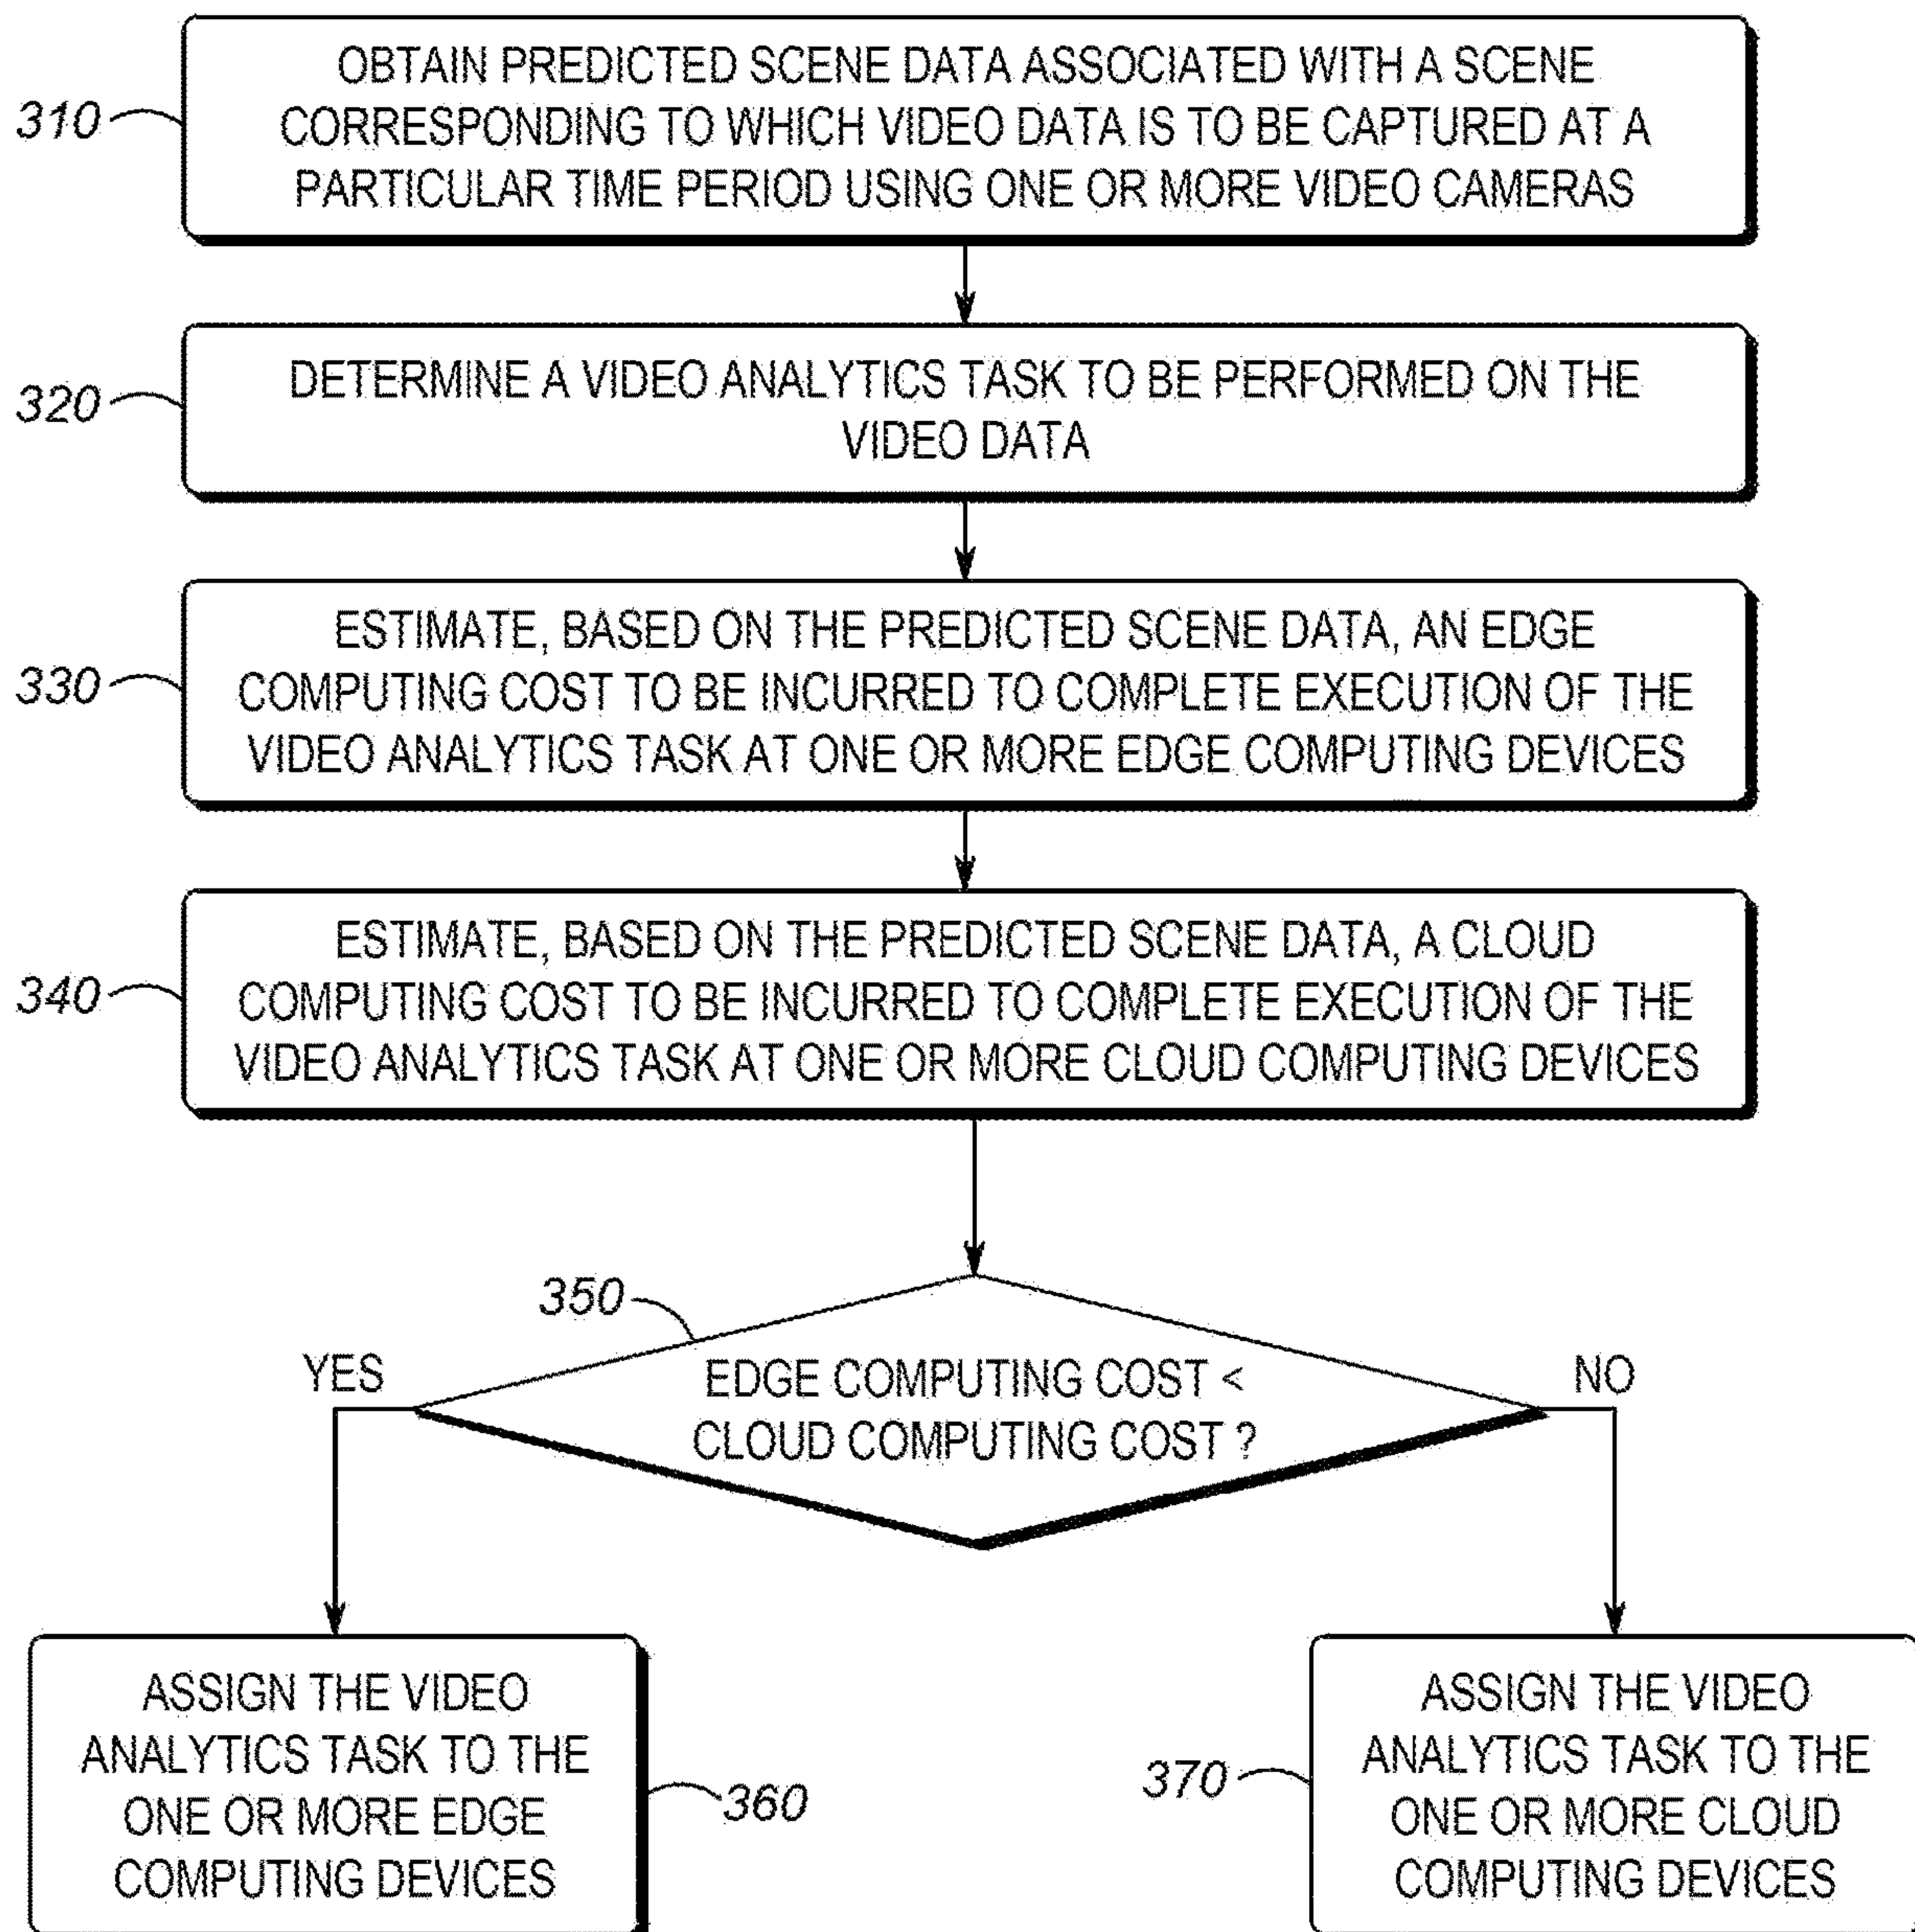 310
OBTAIN PREDICTED SCENE DATA ASSOCIATED WITH A SCENE
CORRESPONDING TO WHICH VIDEO DATA IS TO BE CAPTURED AT A
PARTICULAR TIME PERIOD USING ONE OR MORE VIDEO CAMERAS
320
DETERMINE A VIDEO ANALYTICS TASK TO BE PERFORMED ON THE
VIDEO DATA
330
ESTIMATE, BASED ON THE PREDICTED SCENE DATA, AN EDGE
COMPUTING COST TO BE INCURRED TO COMPLETE EXECUTION OF THE
VIDEO ANALYTICS TASK AT ONE OR MORE EDGE COMPUTING DEVICES
340
ESTIMATE, BASED ON THE PREDICTED SCENE DATA, A CLOUD
COMPUTING COST TO BE INCURRED TO COMPLETE EXECUTION OF THE
VIDEO ANALYTICS TASK AT ONE OR MORE CLOUD COMPUTING DEVICES
350
YES
EDGE COMPUTING COST <
CLOUD COMPUTING COST ?
NO
ASSIGN THE VIDEO
ANALYTICS TASK TO THE
ONE OR MORE EDGE
COMPUTING DEVICES
360
370
ASSIGN THE VIDEO
ANALYTICS TASK TO THE
ONE OR MORE CLOUD
COMPUTING DEVICES